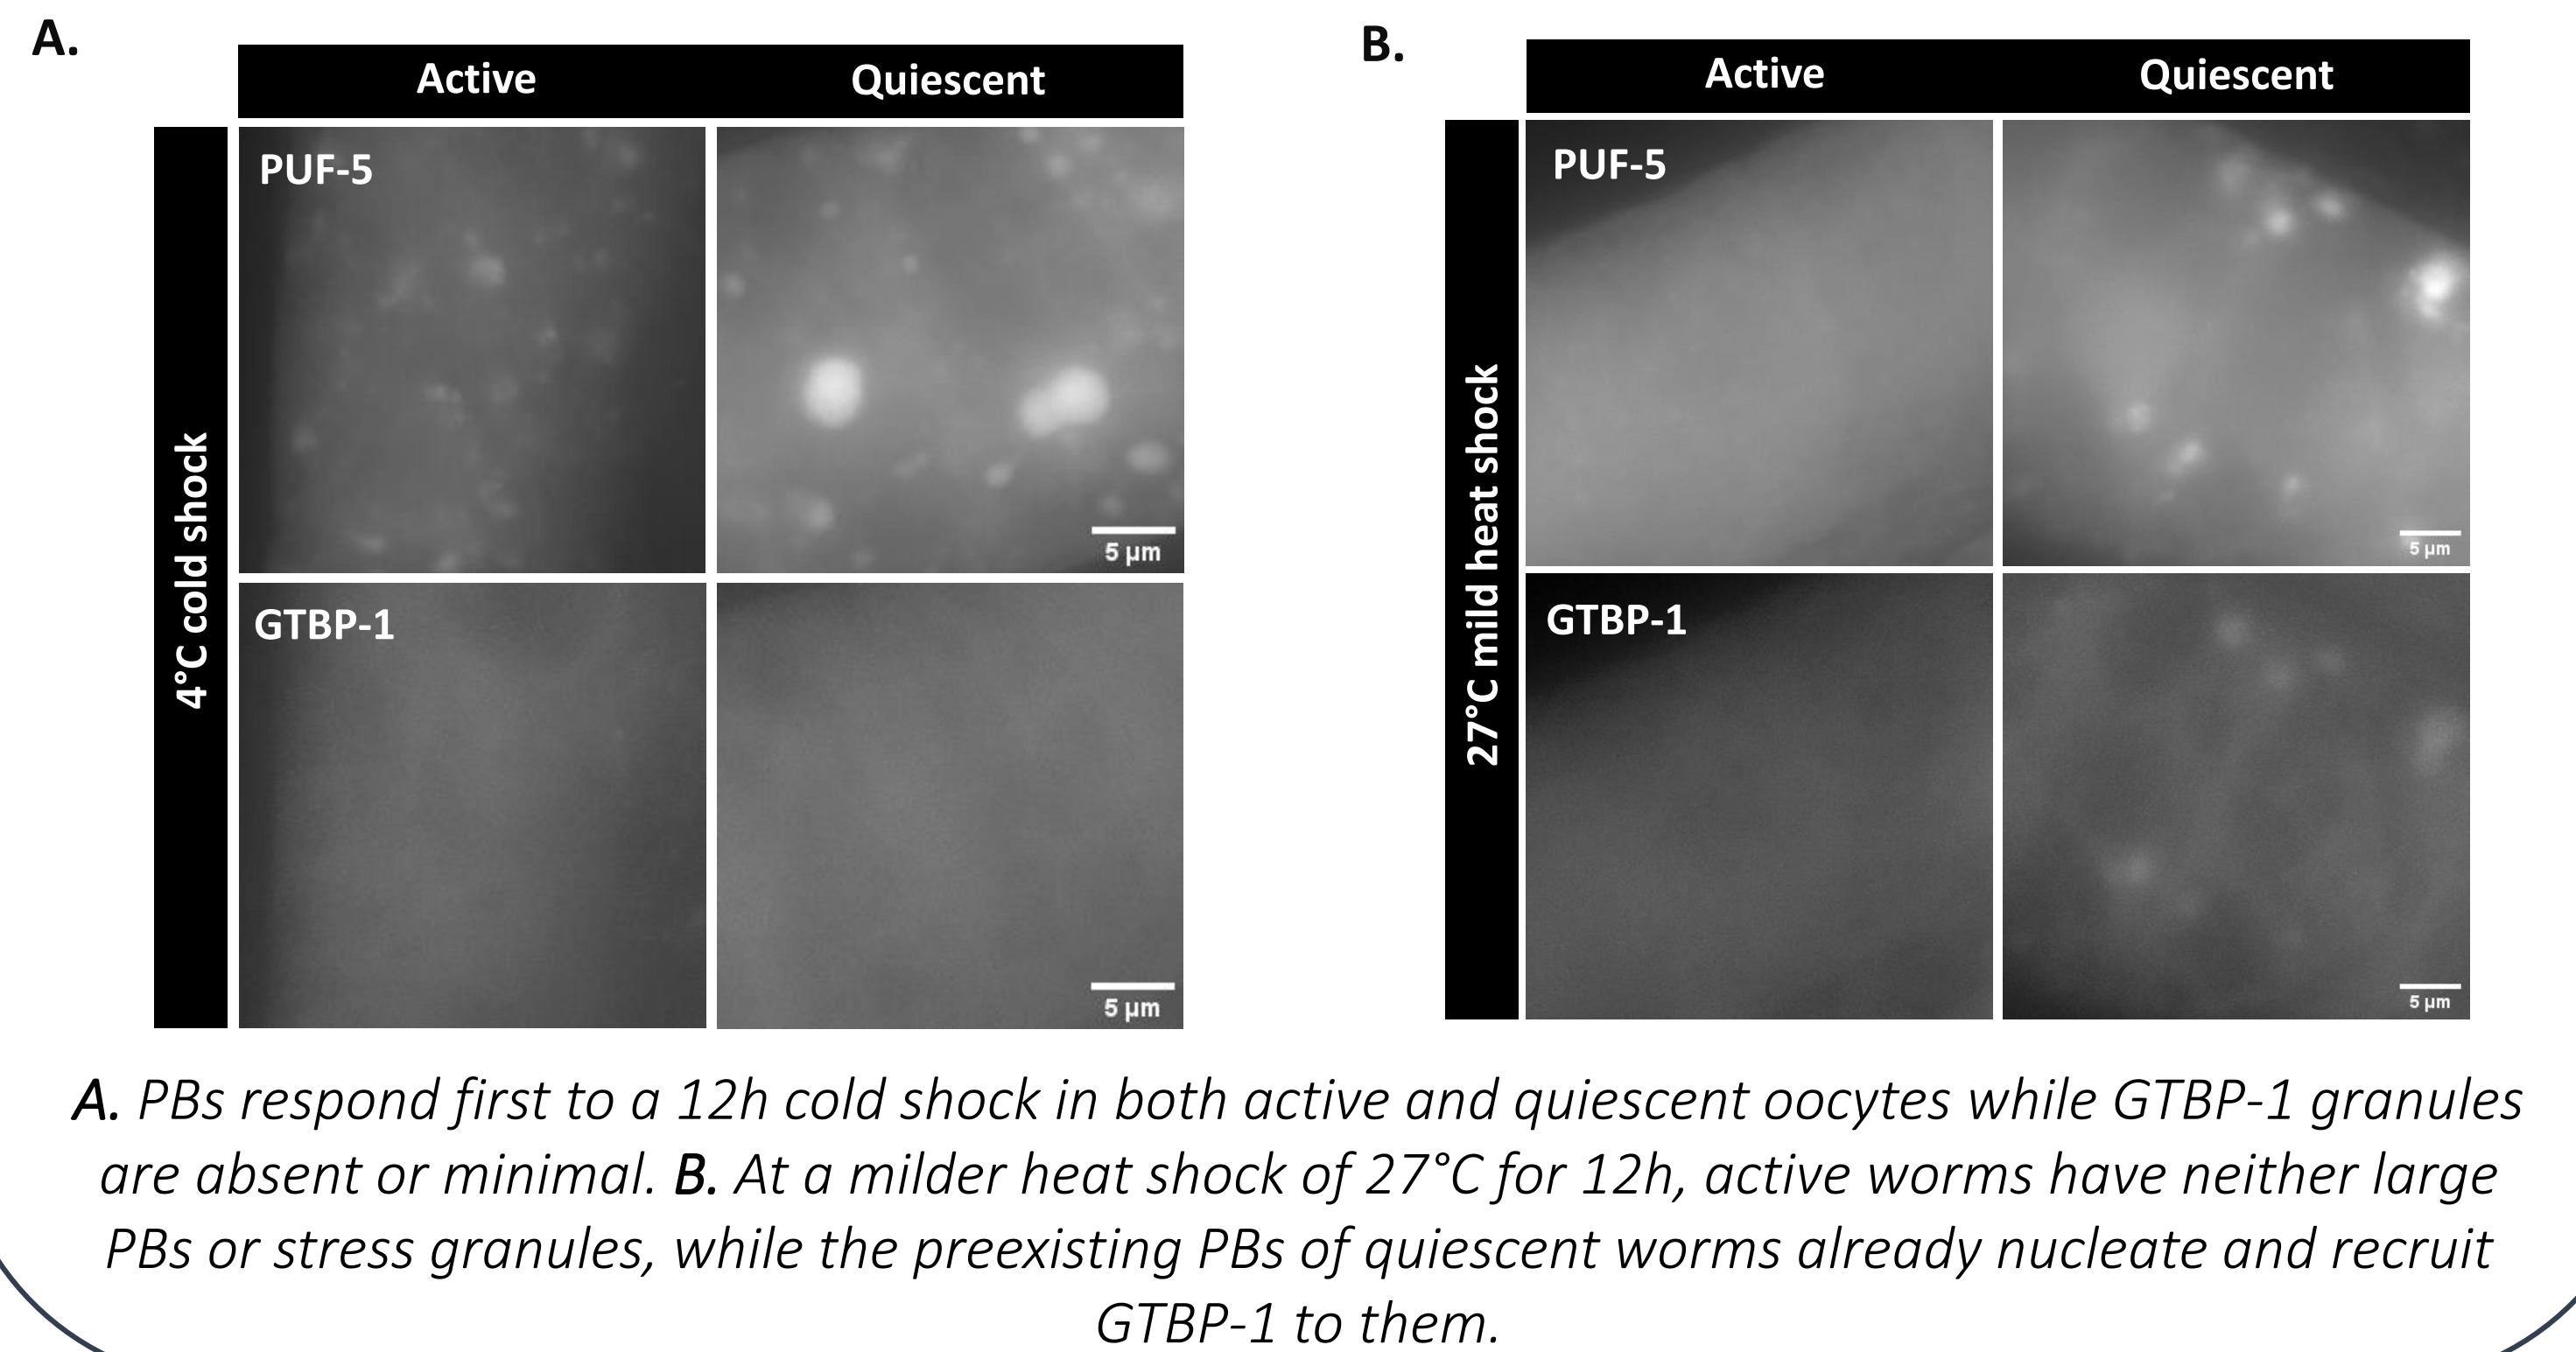 A.
Active Quiescent
4°C cold shock
PUF-5
5 µm
GTBP-1
5 µm
B.
Active Quiescent
27°C mild heat shock
PUF-5
5 µm
GTBP-1
5 µm
A. PBs respond first to a 12h cold shock in both active and quiescent oocytes while GTBP-1 granules
are absent or minimal. B. At a milder heat shock of 27°C for 12h, active worms have neither large
PBs or stress granules, while the preexisting PBs of quiescent worms already nucleate and recruit
GTBP-1 to them.